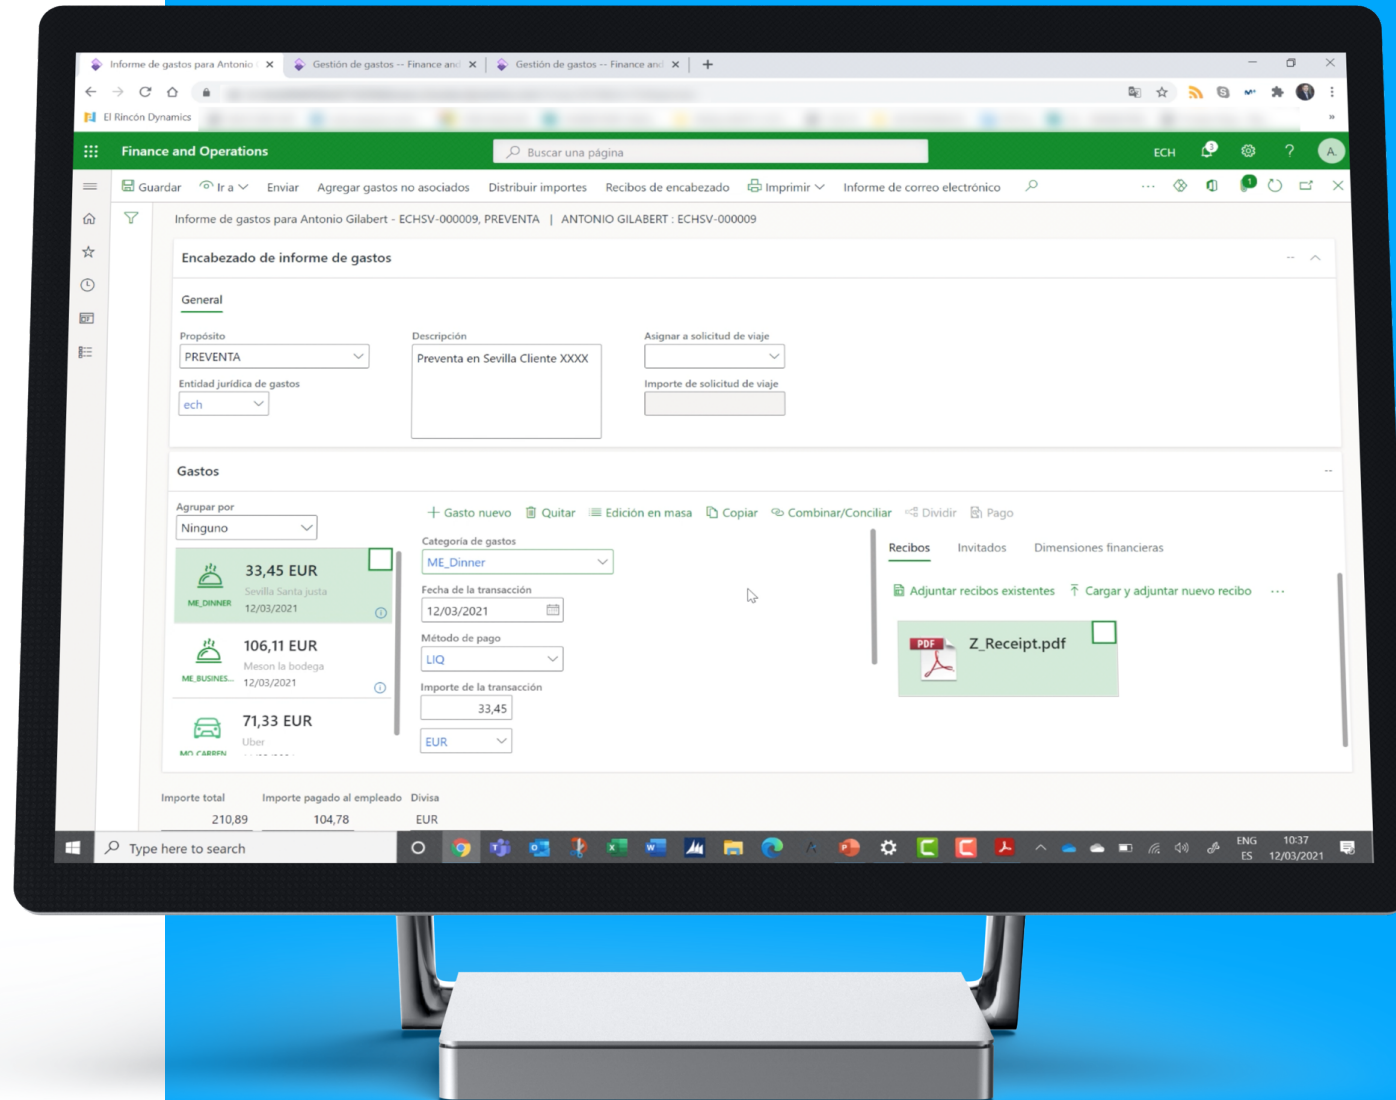 Informe de gastos para Antonio
Gestión de gastos -- Finance and
Gestión de gastos -- Finance and
El Rincón Dynamics
Finance and Operations
Buscar una página
ECH
3
?
A.
Guardar
Ir a
Enviar
Agregar gastos no asociados
Distribuir importes
Recibos de encabezado
Imprimir
Informe de correo electrónico
1
Informe de gastos para Antonio Gilabert - ECHSV-000009, PREVENTA | ANTONIO GILABERT : ECHSV-000009
Encabezado de informe de gastos
--
General
Propósito
PREVENTA
Entidad jurídica de gastos
ech
Descripción
Preventa en Sevilla Cliente XXXX
Asignar a solicitud de viaje
Importe de solicitud de viaje
Gastos
--
Agrupar por
Ninguno
+ Gasto nuevo
Quitar
Edición en masa
Copiar
Combinar/Conciliar
Dividir
Pago
33,45 EUR
Sevilla Santa justa
ME_DINNER
12/03/2021
106,11 EUR
Meson la bodega
ME_BUSINES...
12/03/2021
71,33 EUR
Uber
MO_CARREN
Categoría de gastos
ME_Dinner
Fecha de la transacción
12/03/2021
Método de pago
LIQ
Importe de la transacción
33,45
EUR
Recibos
Invitados
Dimensiones financieras
Adjuntar recibos existentes
Cargar y adjuntar nuevo recibo
...
PDF
Z_Receipt.pdf
Importe total
Importe pagado al empleado
Divisa
210,89
104,78
EUR
Type here to search
ENG
ES
10:37
12/03/2021